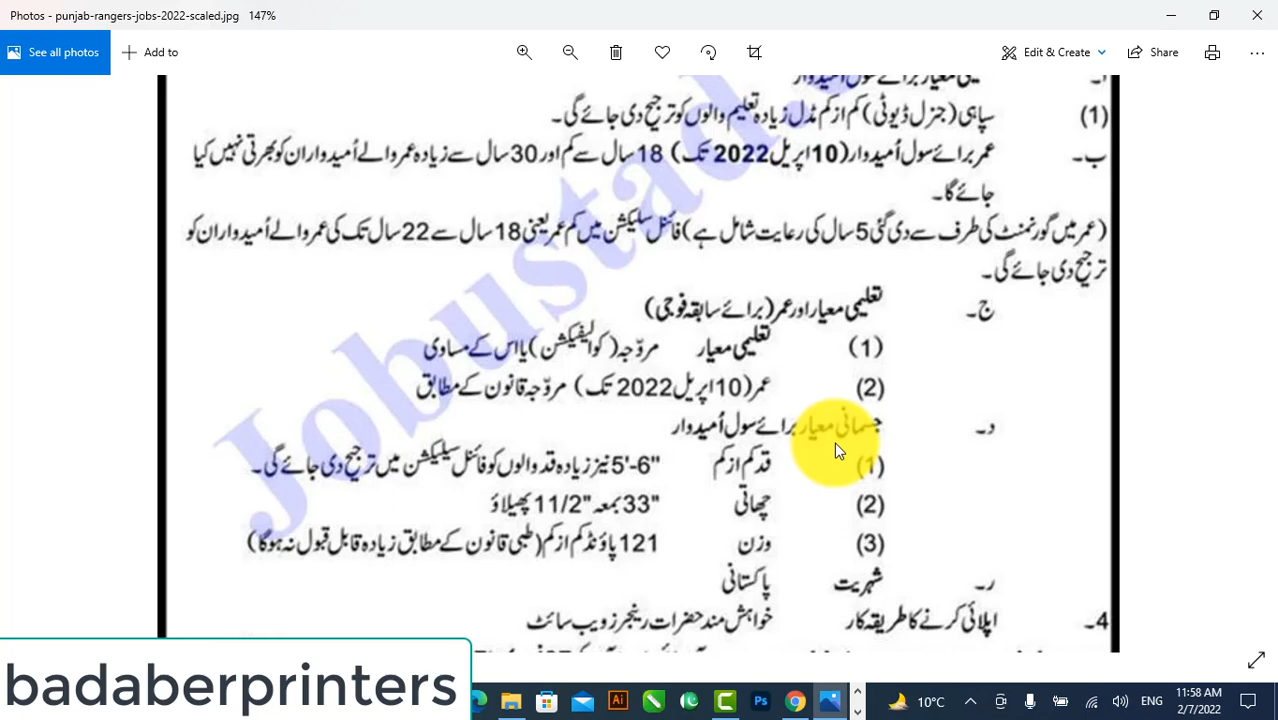 Photos - punjab-rangers-jobs-2022-scaled.jpg 147%
See all photos
Add to
Edit & Create
Share
(1) سپاہی (جنرل ڈیوٹی) کم از کم مڈل زیادہ تعلیم والوں کو ترجیح دی جائے گی۔
ب۔ عمر برائے سول اُمیدوار (10 اپریل 2022 تک) 18 سال سے کم اور 30 سال سے زیادہ عمر والے اُمیدواران کو بھرتی نہیں کیا
جائے گا۔
(عمر میں گورنمنٹ کی طرف سے دی گئی 5 سال کی رعایت شامل ہے) فائنل سلیکشن میں کم عمر یعنی 18 سال سے 22 سال تک کی عمر والے اُمیدواران کو
ترجیح دی جائے گی۔
ج۔ تعلیمی معیار اور عمر (برائے سابقہ فوجی)
(1) تعلیمی معیار مروّجہ (کوالیفیکیشن) یا اس کے مساوی
(2) عمر (10 اپریل 2022 تک) مروّجہ قانون کے مطابق
د۔ جسمانی معیار برائے سول اُمیدوار
(1) قد کم از کم 5'-6" نیز زیادہ قد والوں کو فائنل سلیکشن میں ترجیح دی جائے گی۔
(2) چھاتی 33" بمعہ 11/2" پھیلاؤ
(3) وزن 121 پاؤنڈ کم از کم (طبی قانون کے مطابق زیادہ قابل قبول نہ ہوگا)
ر۔ شہریت پاکستانی
4۔ اپلائی کرنے کا طریقہ کار خواہش مند حضرات رینجرز ویب سائٹ
Jobustad.
badaberprinters
Ai
Ps
10°C
ENG
11:58 AM
2/7/2022